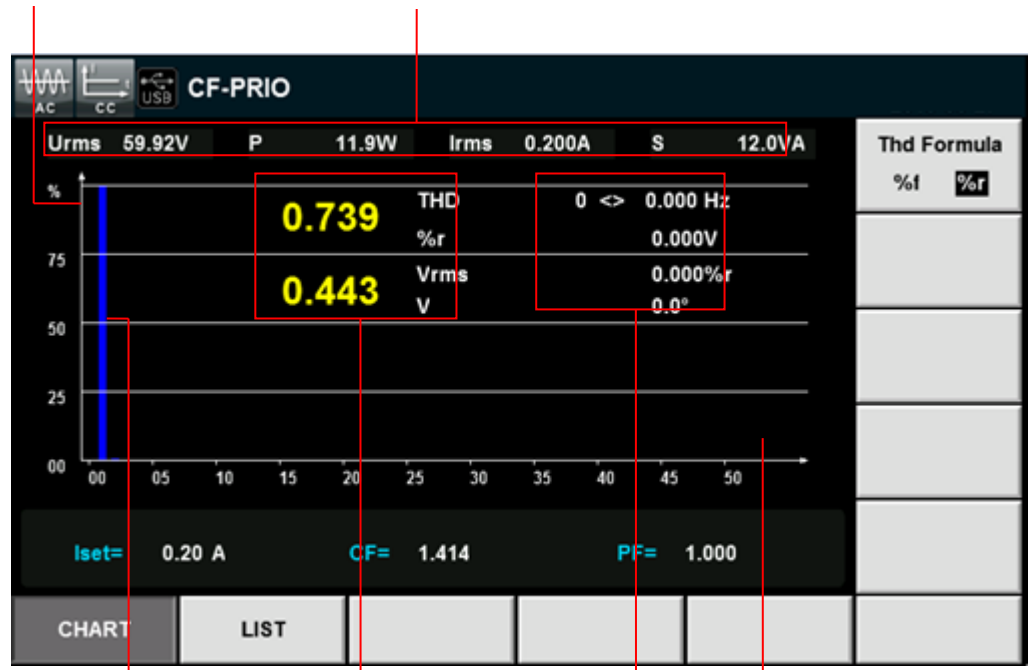 AC CC USB CF-PRIO
Urms 59.92V P 11.9W Irms 0.200A S 12.0VA
Thd Formula
%f %r
%
0.739 THD
%r
0 <> 0.000 Hz
0.000V
75
0.443 Vrms
V
0.000%r
0.0°
50
25
00
00 05 10 15 20 25 30 35 40 45 50
Iset= 0.20 A CF= 1.414 PF= 1.000
CHART LIST